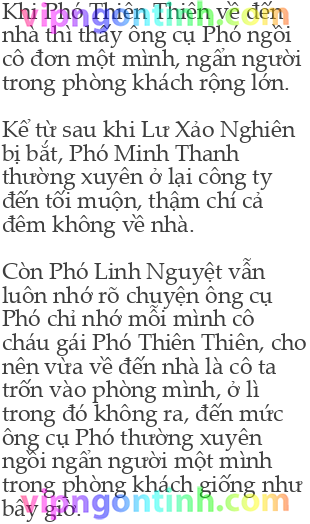 Khi Phó Thiên Thiên về đến
nhà thì thấy ông cụ Phó ngồi
cô đơn một mình, ngẩn người
trong phòng khách rộng lớn.
Kể từ sau khi Lư Xảo Nghiên
bị bắt, Phó Minh Thanh
thường xuyên ở lại công ty
đến tối muộn, thậm chí cả
đêm không về nhà.
Còn Phó Linh Nguyệt vẫn
luôn nhớ rõ chuyện ông cụ
Phó chỉ nhớ mỗi mình cô
cháu gái Phó Thiên Thiên, cho
nên vừa về đến nhà là cô ta
trốn vào phòng mình, ở lì
trong đó không ra, đến mức
ông cụ Phó thường xuyên
ngồi ngẩn người một mình
trong phòng khách giống như
bây giờ.
vipngontinh.com
vipngontinh.com